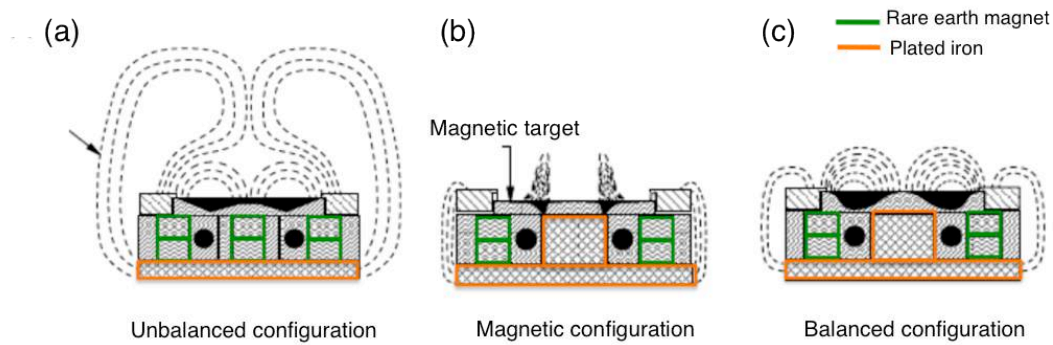 (a)
(b)
(c)
Rare earth magnet
Plated iron
Magnetic target
Unbalanced configuration
Magnetic configuration
Balanced configuration